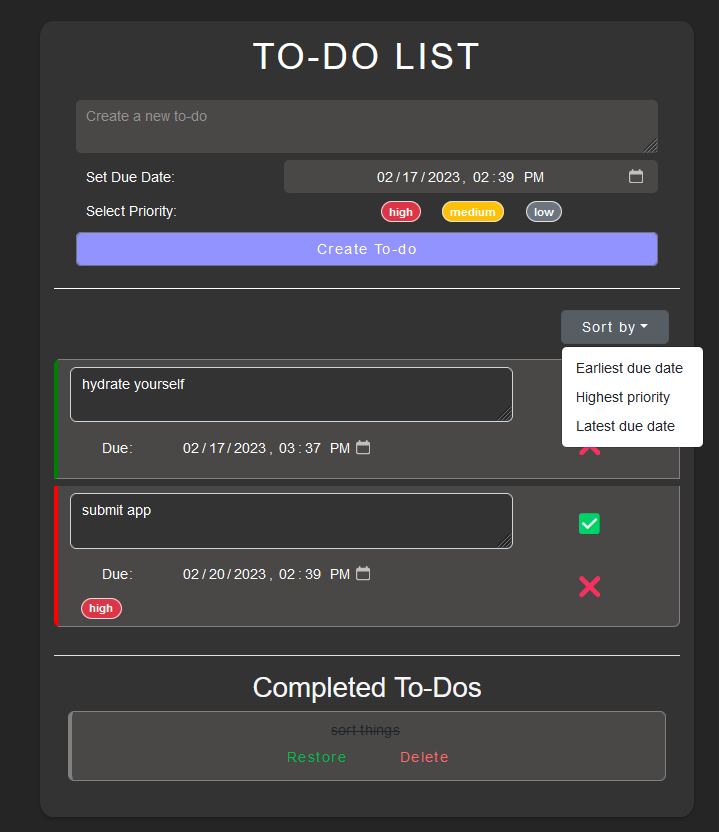 TO-DO LIST
Create a new to-do
Set Due Date: 02/17/2023, 02:39 PM
Select Priority: high medium low
Create To-do
Sort by
Earliest due date
Highest priority
Latest due date
hydrate yourself
Due: 02/17/2023, 03:37 PM
submit app
Due: 02/20/2023, 02:39 PM
high
Completed To-Dos
sort things
Restore Delete